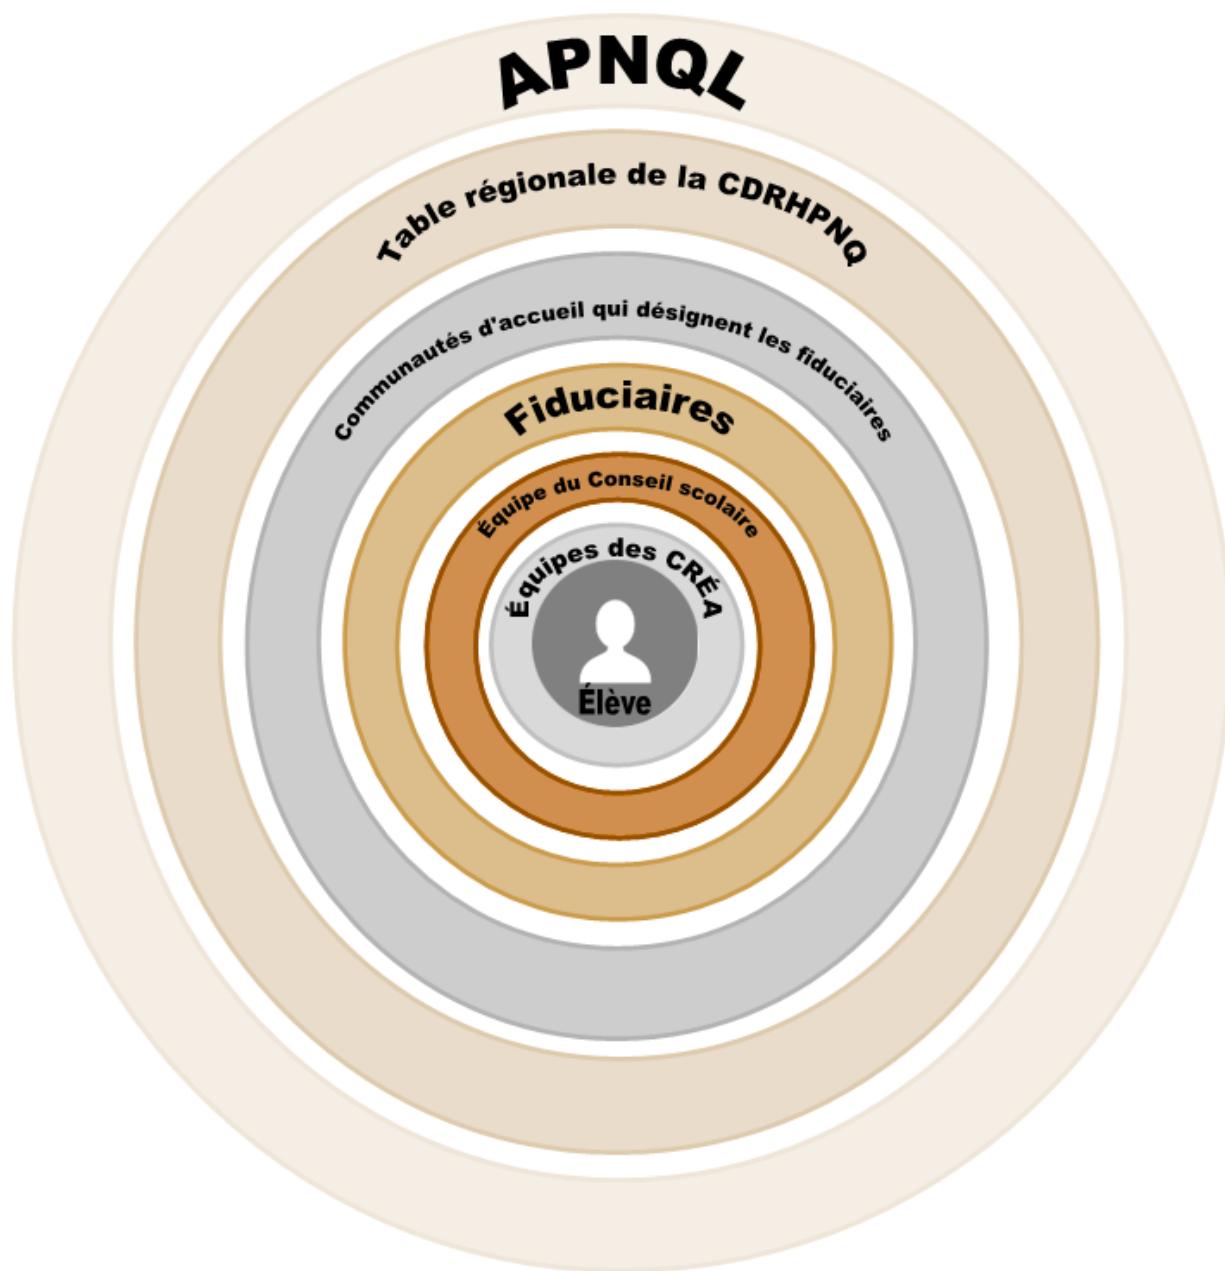 APNQL
Table régionale de la CDRHPNQ
Communautés d'accueil qui désignent les fiduciaires
Fiduciaires
Équipe du Conseil scolaire
Équipes des CRÉA
Élève